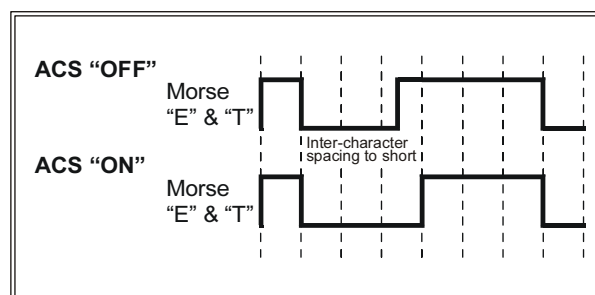 ACS “OFF”
Morse
“E” & “T”
Inter-character
spacing to short
ACS “ON”
Morse
“E” & “T”